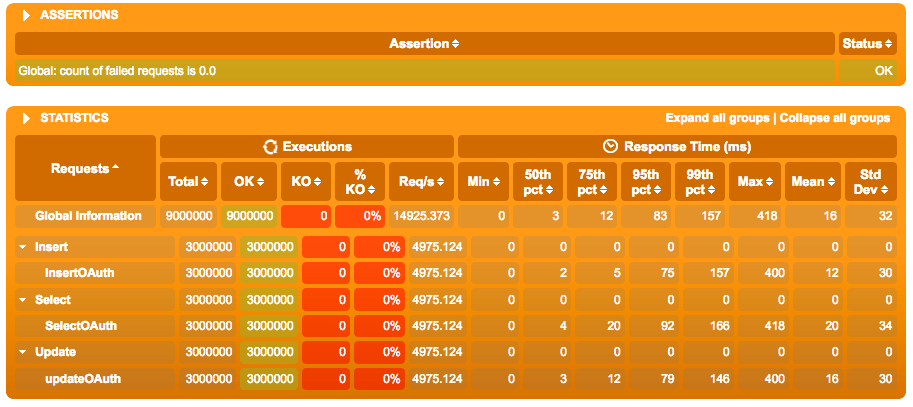 ASSERTIONS
Assertion Status
Global: count of failed requests is 0.0 OK
STATISTICS Expand all groups | Collapse all groups
Requests Executions Response Time (ms)
Total OK KO % KO Req/s Min 50th pct 75th pct 95th pct 99th pct Max Mean Std Dev
Global Information 9000000 9000000 0 0% 14925.373 0 3 12 83 157 418 16 32
Insert 3000000 3000000 0 0% 4975.124 0 0 0 0 0 0 0 0
InsertOAuth 3000000 3000000 0 0% 4975.124 0 2 5 75 157 400 12 30
Select 3000000 3000000 0 0% 4975.124 0 0 0 0 0 0 0 0
SelectOAuth 3000000 3000000 0 0% 4975.124 0 4 20 92 166 418 20 34
Update 3000000 3000000 0 0% 4975.124 0 0 0 0 0 0 0 0
updateOAuth 3000000 3000000 0 0% 4975.124 0 3 12 79 146 400 16 30